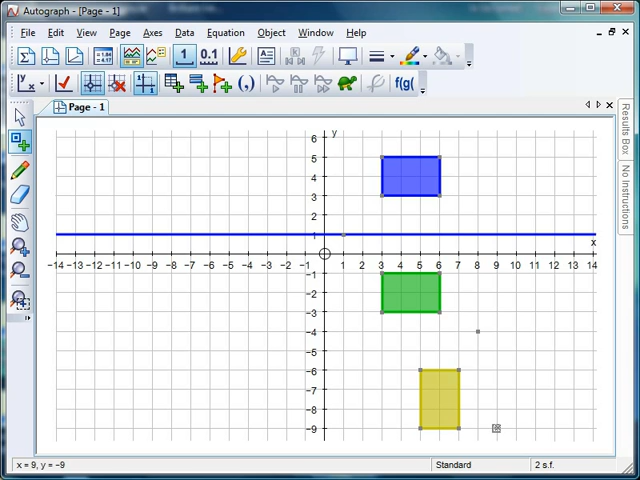 Autograph - [Page - 1]
File Edit View Page Axes Data Equation Object Window Help
1 0.1
f(g(
Page - 1
y
6
5
4
3
2
1
x
−14 −13 −12 −11 −10 −9 −8 −7 −6 −5 −4 −3 −2 −1 1 2 3 4 5 6 7 8 9 10 11 12 13 14
−1
−2
−3
−4
−5
−6
−7
−8
−9
Results Box
No Instructions
x = 9, y = −9
Standard
2 s.f.